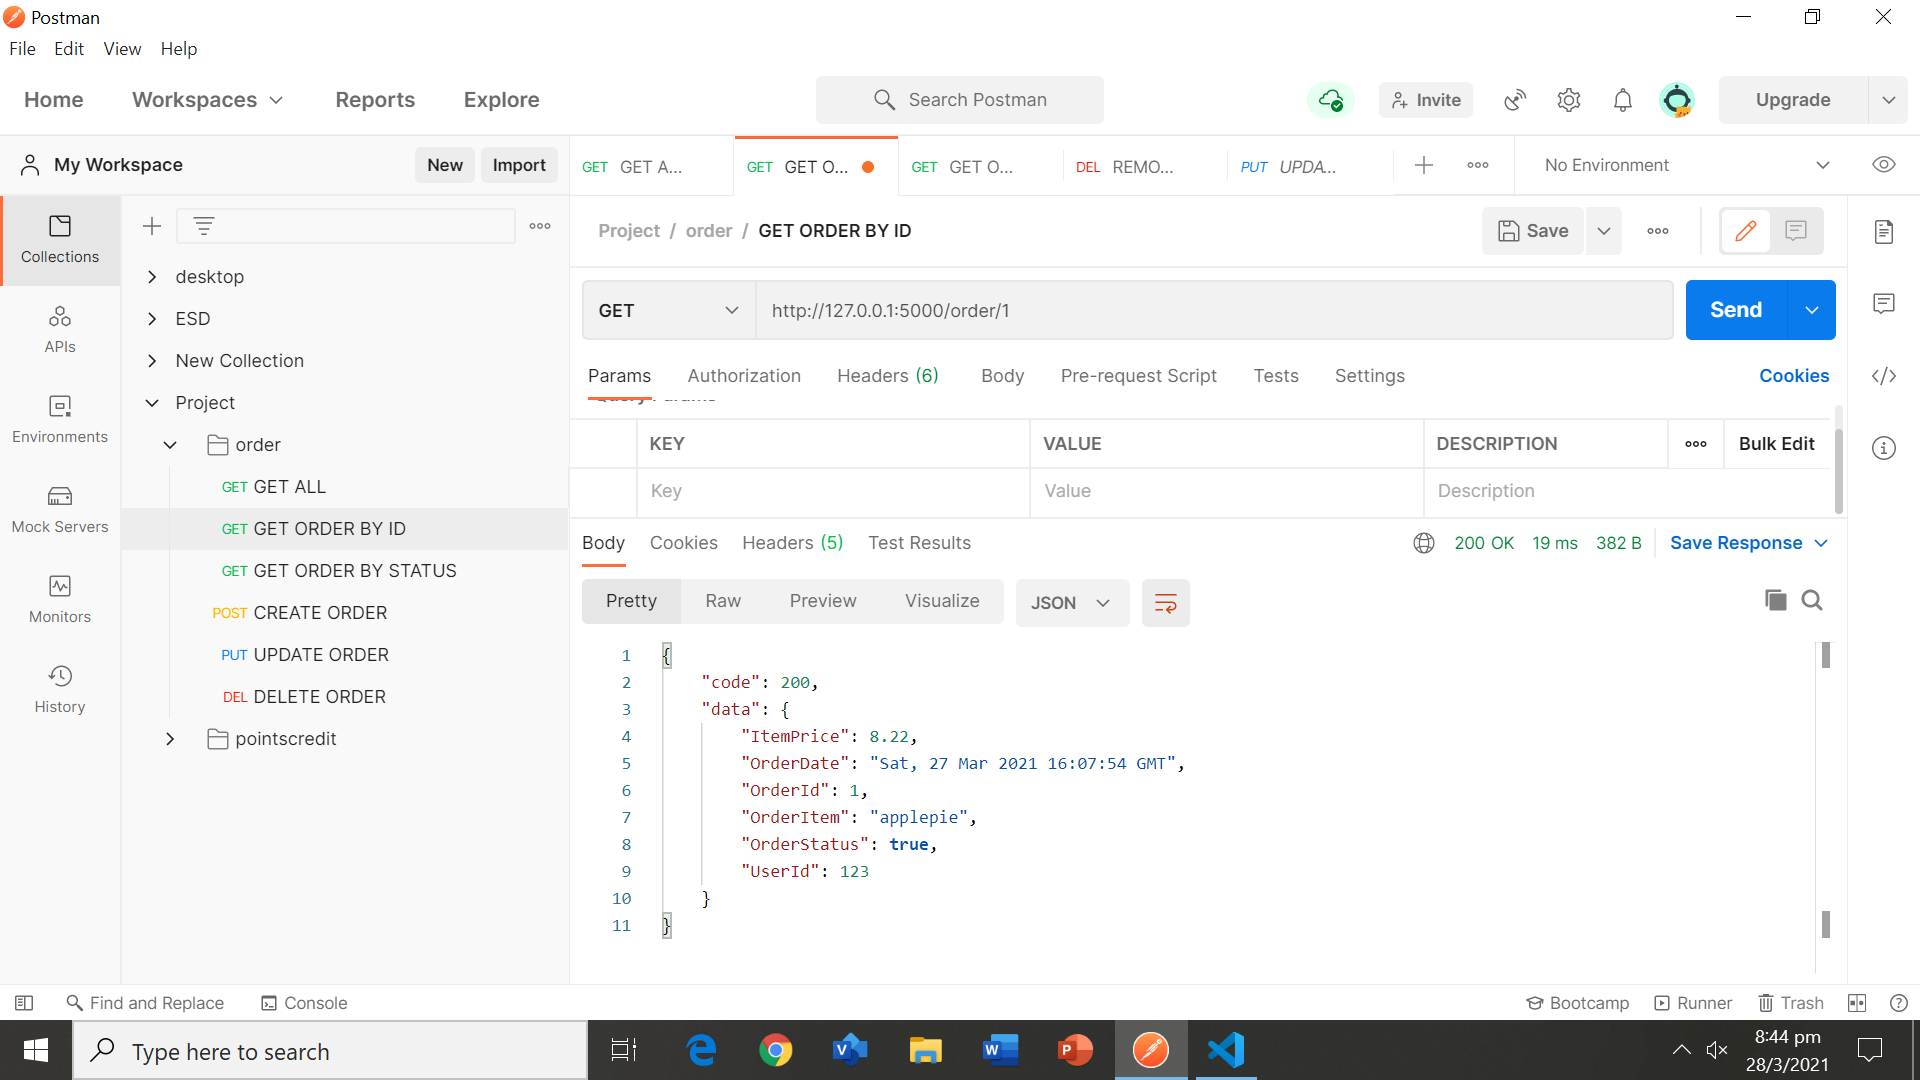 Postman
File Edit View Help
Home Workspaces Reports Explore Search Postman Invite Upgrade
My Workspace New Import GET GET A... GET GET O... GET GET O... DEL REMO... PUT UPDA... No Environment
Collections
APIs
Environments
Mock Servers
Monitors
History
desktop
ESD
New Collection
Project
order
GET GET ALL
GET GET ORDER BY ID
GET GET ORDER BY STATUS
POST CREATE ORDER
PUT UPDATE ORDER
DEL DELETE ORDER
pointscredit
Project / order / GET ORDER BY ID Save
GET http://127.0.0.1:5000/order/1 Send
Params Authorization Headers (6) Body Pre-request Script Tests Settings Cookies
Query Params
KEY VALUE DESCRIPTION Bulk Edit
Key Value Description
Body Cookies Headers (5) Test Results 200 OK 19 ms 382 B Save Response
Pretty Raw Preview Visualize JSON
1 {
2 "code": 200,
3 "data": {
4 "ItemPrice": 8.22,
5 "OrderDate": "Sat, 27 Mar 2021 16:07:54 GMT",
6 "OrderId": 1,
7 "OrderItem": "applepie",
8 "OrderStatus": true,
9 "UserId": 123
10 }
11 }
Find and Replace Console Bootcamp Runner Trash
Type here to search
8:44 pm
28/3/2021